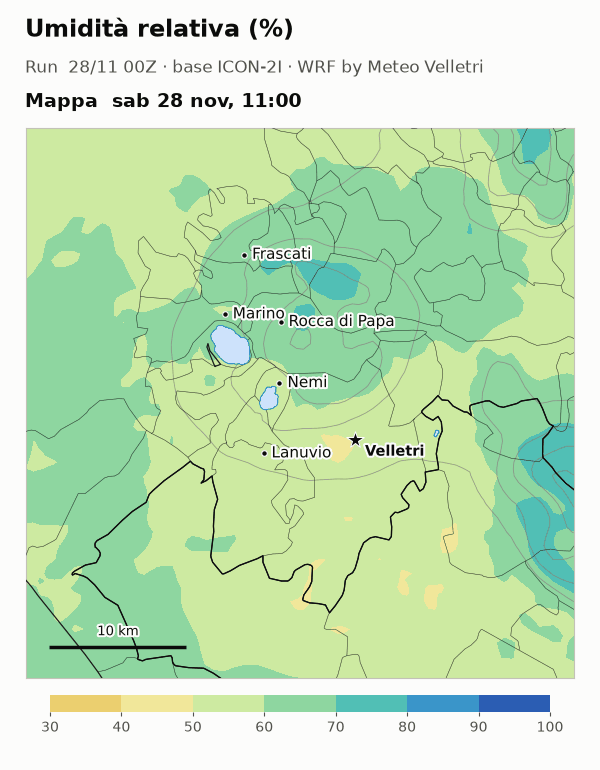 Umidità relativa (%)
Run  28/11 00Z · base ICON-2I · WRF by Meteo Velletri
Mappa  sab 28 nov, 11:00
Frascati
Marino
Rocca di Papa
Nemi
Velletri
Lanuvio
10 km
30 40 50 60 70 80 90 100